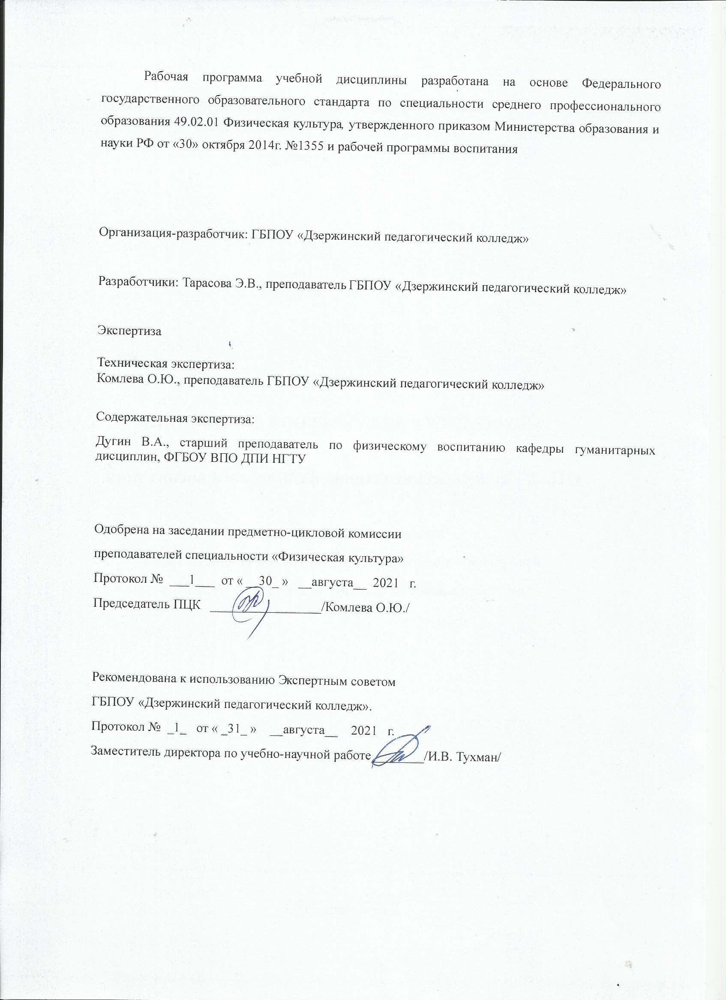 Рабочая программа учебной дисциплины разработана на основе Федерального
государственного образовательного стандарта по специальности среднего профессионального
образования 49.02.01 Физическая культура, утвержденного приказом Министерства образования и
науки РФ от «30» октября 2014г. №1355 и рабочей программы воспитания
Организация-разработчик: ГБПОУ «Дзержинский педагогический колледж»
Разработчики: Тарасова Э.В., преподаватель ГБПОУ «Дзержинский педагогический колледж»
Экспертиза
Техническая экспертиза:
Комлева О.Ю., преподаватель ГБПОУ «Дзержинский педагогический колледж»
Содержательная экспертиза:
Дугин В.А., старший преподаватель по физическому воспитанию кафедры гуманитарных
дисциплин, ФГБОУ ВПО ДПИ НГТУ
Одобрена на заседании предметно-цикловой комиссии
преподавателей специальности «Физическая культура»
Протокол № ___1___ от «__30_» __августа__ 2021 г.
Председатель ПЦК _________________/Комлева О.Ю./
Рекомендована к использованию Экспертным советом
ГБПОУ «Дзержинский педагогический колледж».
Протокол № _1_ от «_31_» __августа__ 2021 г.
Заместитель директора по учебно-научной работе________/И.В. Тухман/